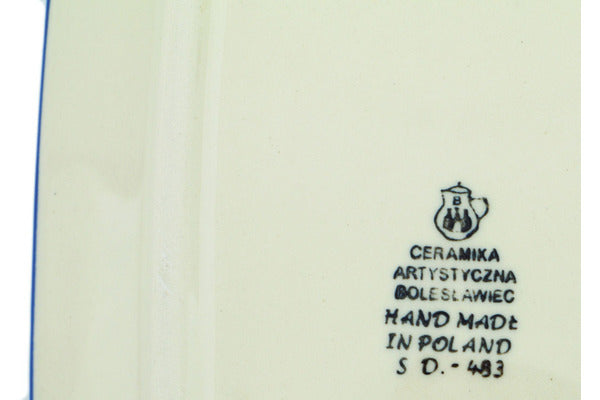 B
CERAMIKA
ARTYSTYCZNA
BOLESŁAWIEC
HAND MADE
IN POLAND
S D.-483